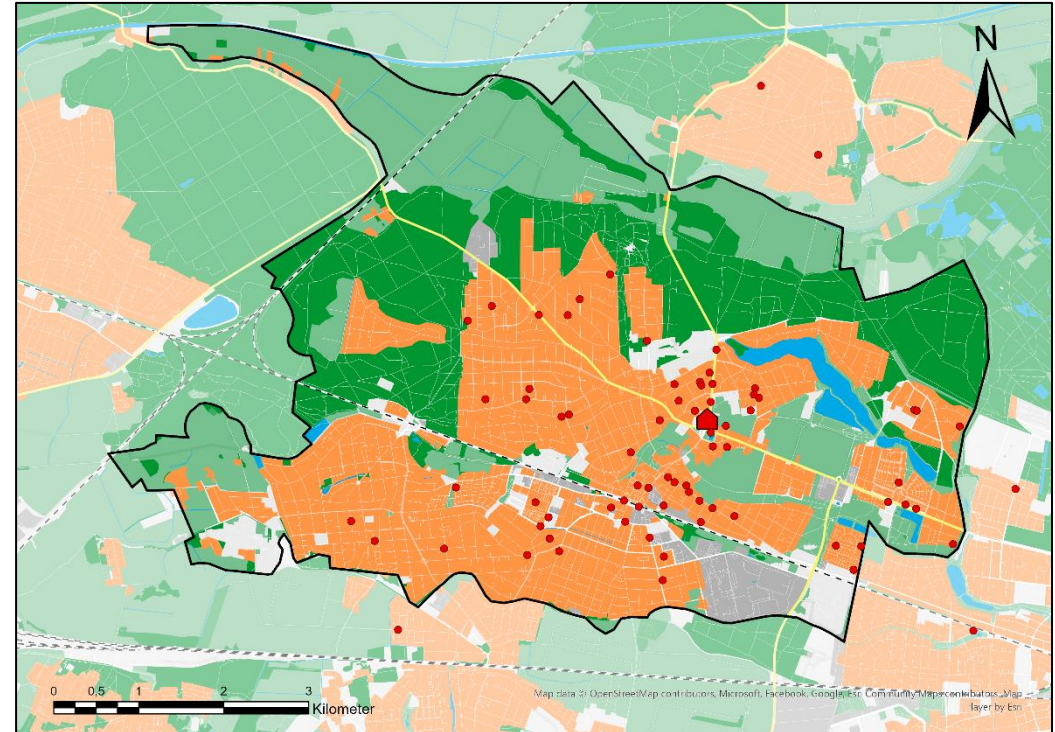 N
0 0,5 1 2 3
Kilometer
Map data © OpenStreetMap contributors, Microsoft, Facebook, Google, Esri Community Maps contributors, Map
layer by Esri